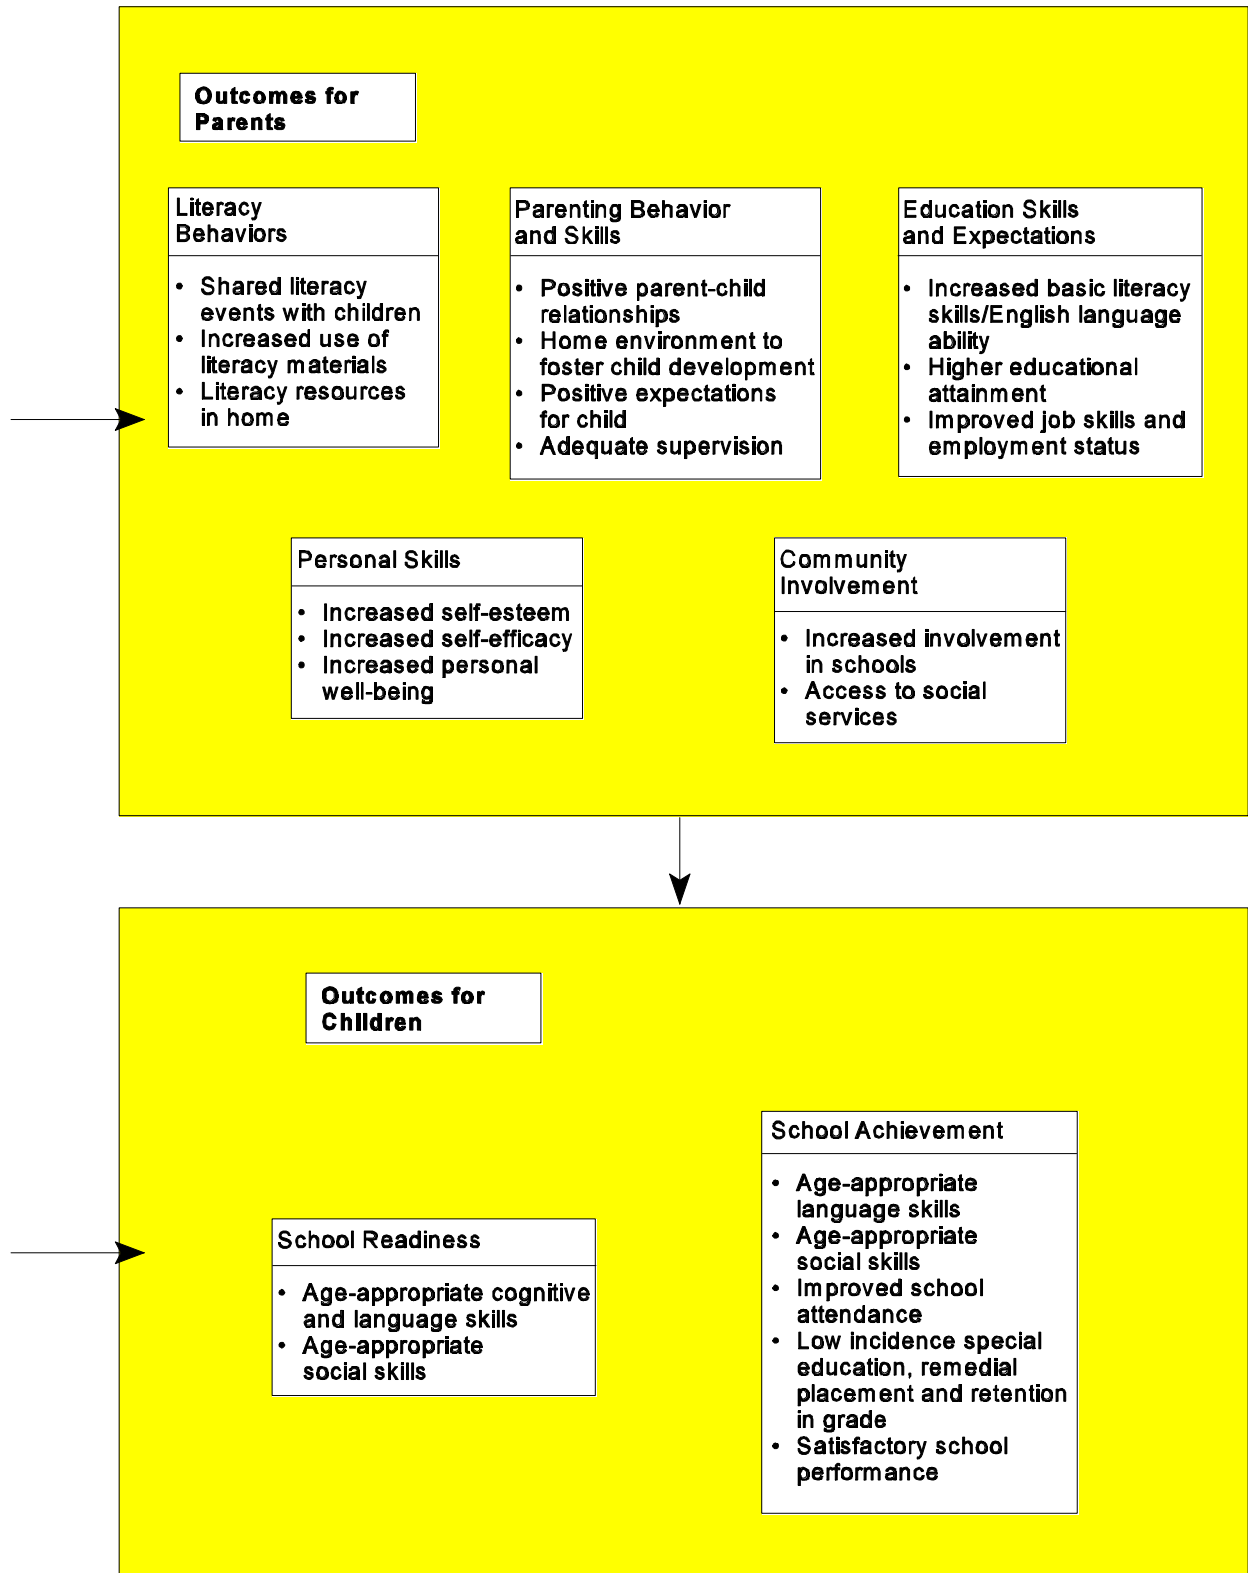 Outcomes for
Parents
Literacy
Behaviors
• Shared literacy
events with children
• Increased use of
literacy materials
• Literacy resources
in home
Parenting Behavior
and Skills
• Positive parent-child
relationships
• Home environment to
foster child development
• Positive expectations
for child
• Adequate supervision
Education Skills
and Expectations
• Increased basic literacy
skills/English language
ability
• Higher educational
attainment
• Improved job skills and
employment status
Personal Skills
• Increased self-esteem
• Increased self-efficacy
• Increased personal
well-being
Community
Involvement
• Increased involvement
in schools
• Access to social
services
Outcomes for
Children
School Readiness
• Age-appropriate cognitive
and language skills
• Age-appropriate
social skills
School Achievement
• Age-appropriate
language skills
• Age-appropriate
social skills
• Improved school
attendance
• Low incidence special
education, remedial
placement and retention
in grade
• Satisfactory school
performance